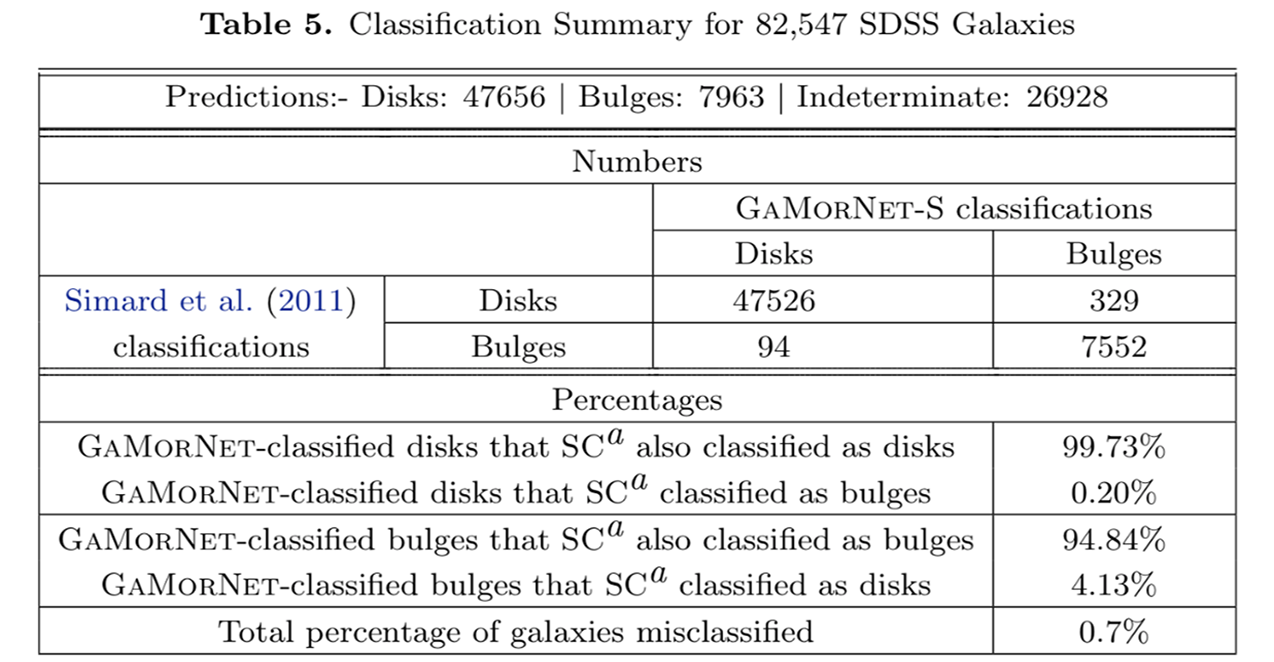 Table 5. Classification Summary for 82,547 SDSS Galaxies
Predictions:- Disks: 47656 | Bulges: 7963 | Indeterminate: 26928
Numbers
GaMorNet-S classifications
Disks Bulges
Simard et al. (2011) Disks 47526 329
classifications Bulges 94 7552
Percentages
GaMorNet-classified disks that SCᵃ also classified as disks 99.73%
GaMorNet-classified disks that SCᵃ classified as bulges 0.20%
GaMorNet-classified bulges that SCᵃ also classified as bulges 94.84%
GaMorNet-classified bulges that SCᵃ classified as disks 4.13%
Total percentage of galaxies misclassified 0.7%